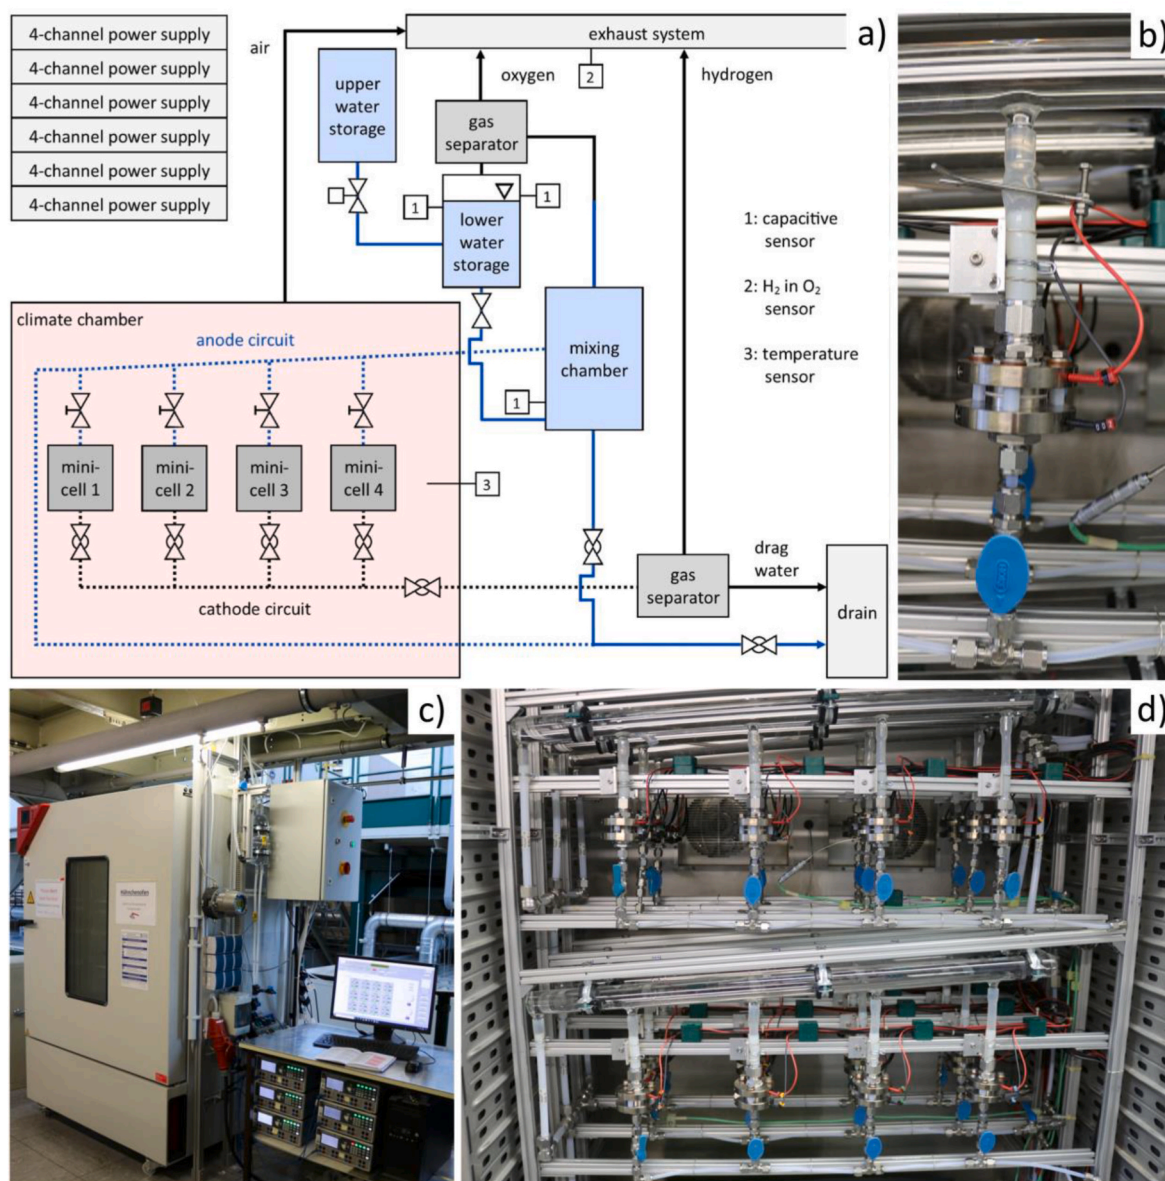 4-channel power supply
4-channel power supply
4-channel power supply
4-channel power supply
4-channel power supply
4-channel power supply
air
exhaust system
a)
oxygen
2
hydrogen
upper
water
storage
gas
separator
1
1
lower
water
storage
1: capacitive
sensor
2: H₂ in O₂
sensor
3: temperature
sensor
climate chamber
anode circuit
mixing
chamber
1
mini-
cell 1
mini-
cell 2
mini-
cell 3
mini-
cell 4
3
cathode circuit
gas
separator
drag
water
drain
b)
c)
d)